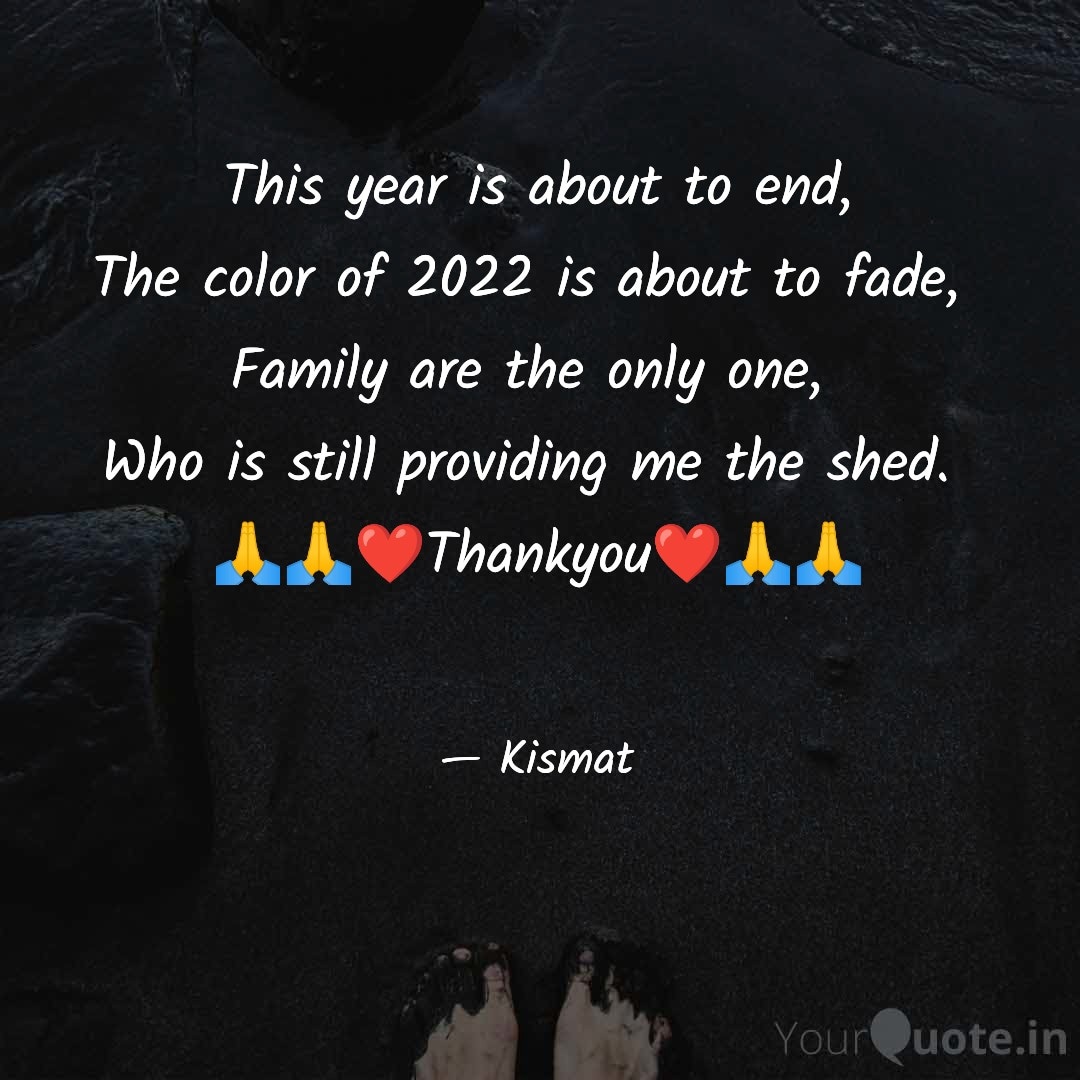 This year is about to end,
The color of 2022 is about to fade,
Family are the only one,
Who is still providing me the shed.
🙏🙏❤️Thankyou❤️🙏🙏
— Kismat
YourQuote.in